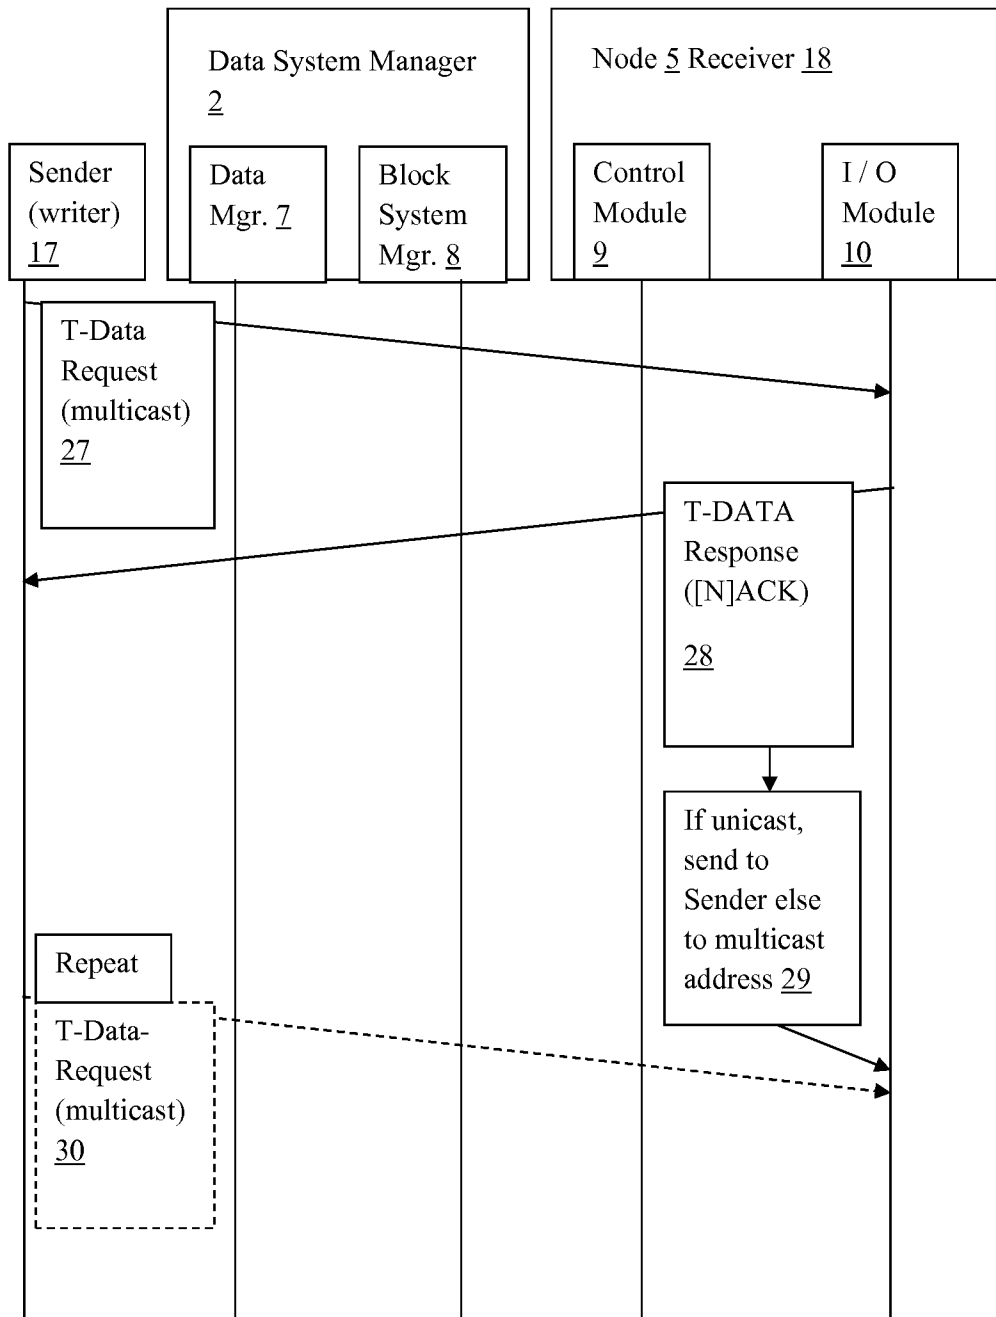 Data System Manager
2
Node 5 Receiver 18
Sender
(writer)
17
Data
Mgr. 7
Block
System
Mgr. 8
Control
Module
9
I / O
Module
10
T-Data
Request
(multicast)
27
T-DATA
Response
([N]ACK)
28
If unicast,
send to
Sender else
to multicast
address 29
Repeat
T-Data-
Request
(multicast)
30